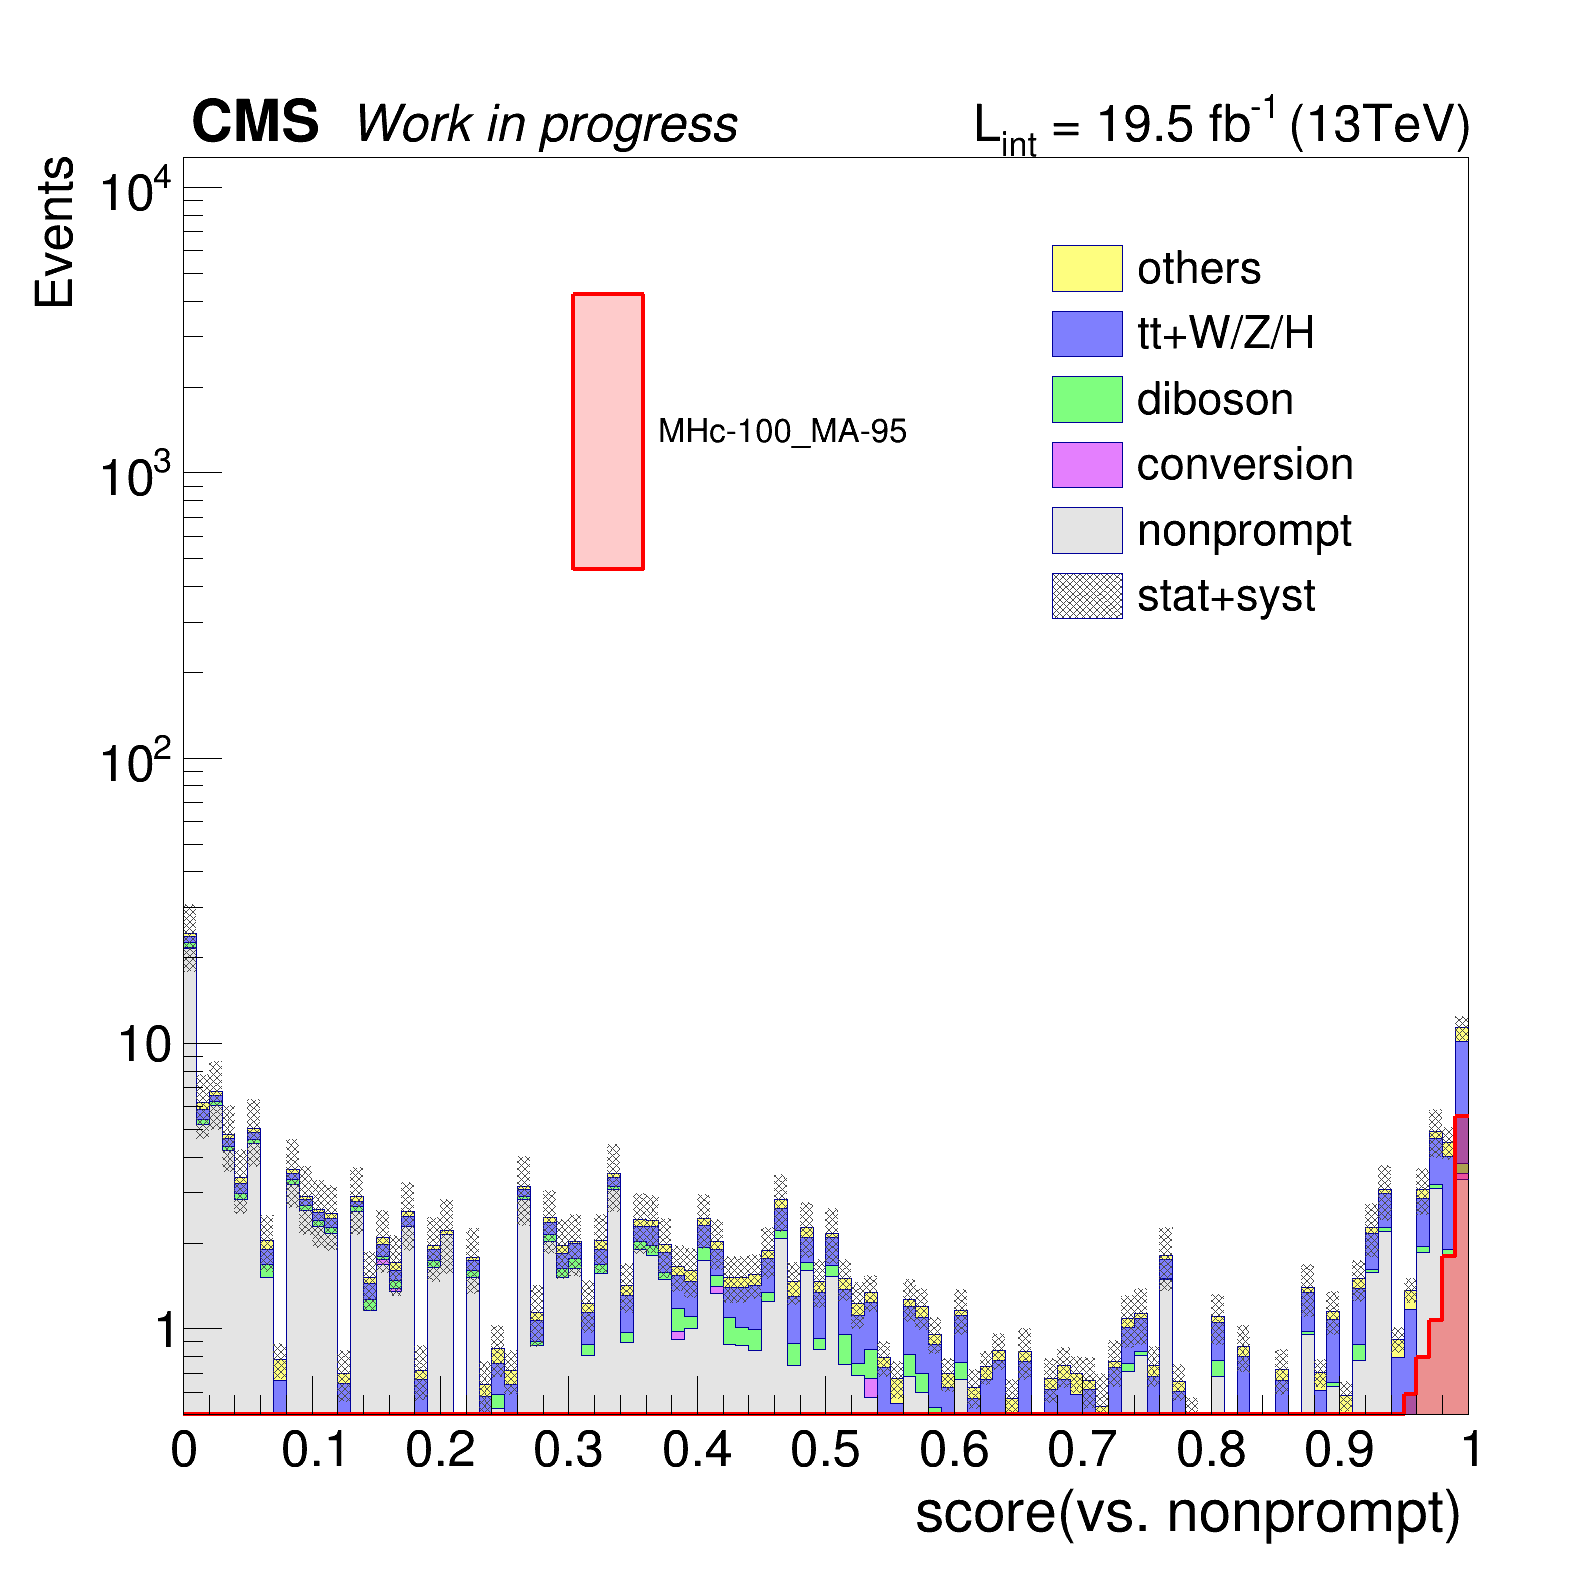 CMS Work in progress
L_int = 19.5 fb^-1 (13TeV)
Events
10^4
10^3
10^2
10
1
others
tt+W/Z/H
diboson
conversion
nonprompt
stat+syst
MHc-100_MA-95
0 0.1 0.2 0.3 0.4 0.5 0.6 0.7 0.8 0.9 1
score(vs. nonprompt)